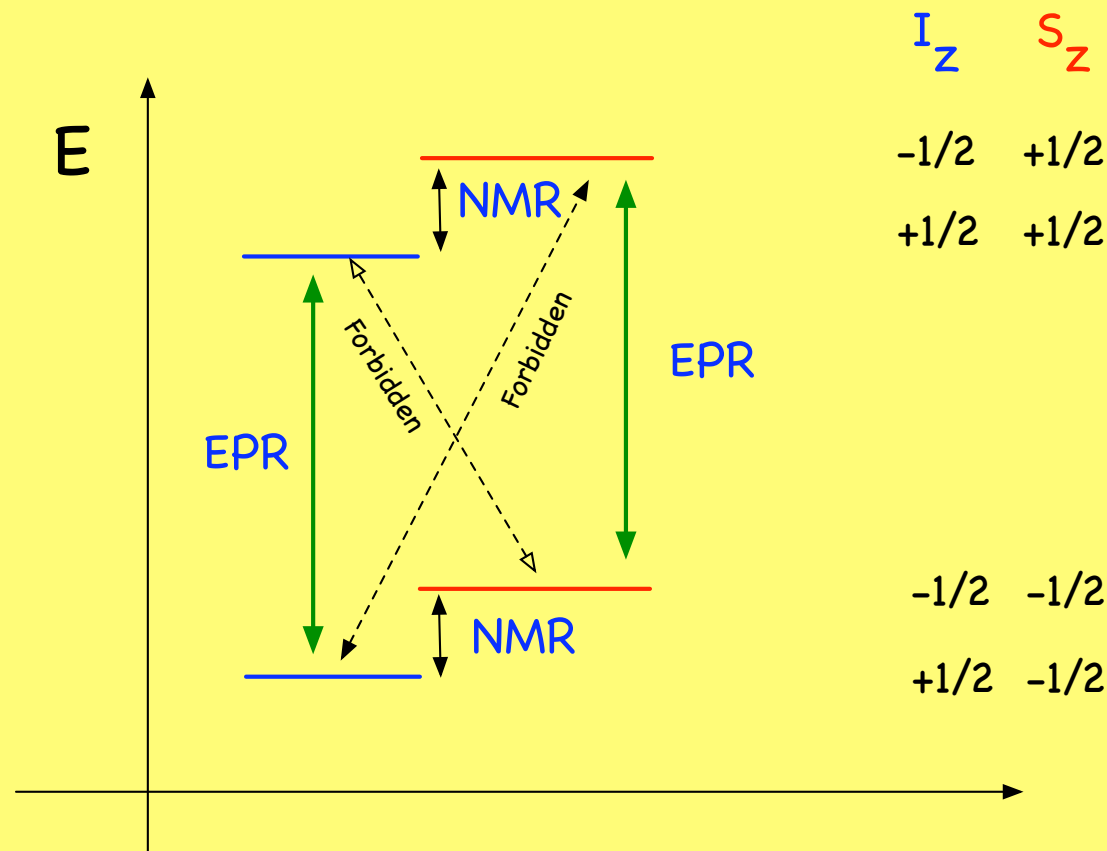 I_z S_z
E
-1/2 +1/2
NMR
+1/2 +1/2
Forbidden
Forbidden
EPR
EPR
-1/2 -1/2
NMR
+1/2 -1/2